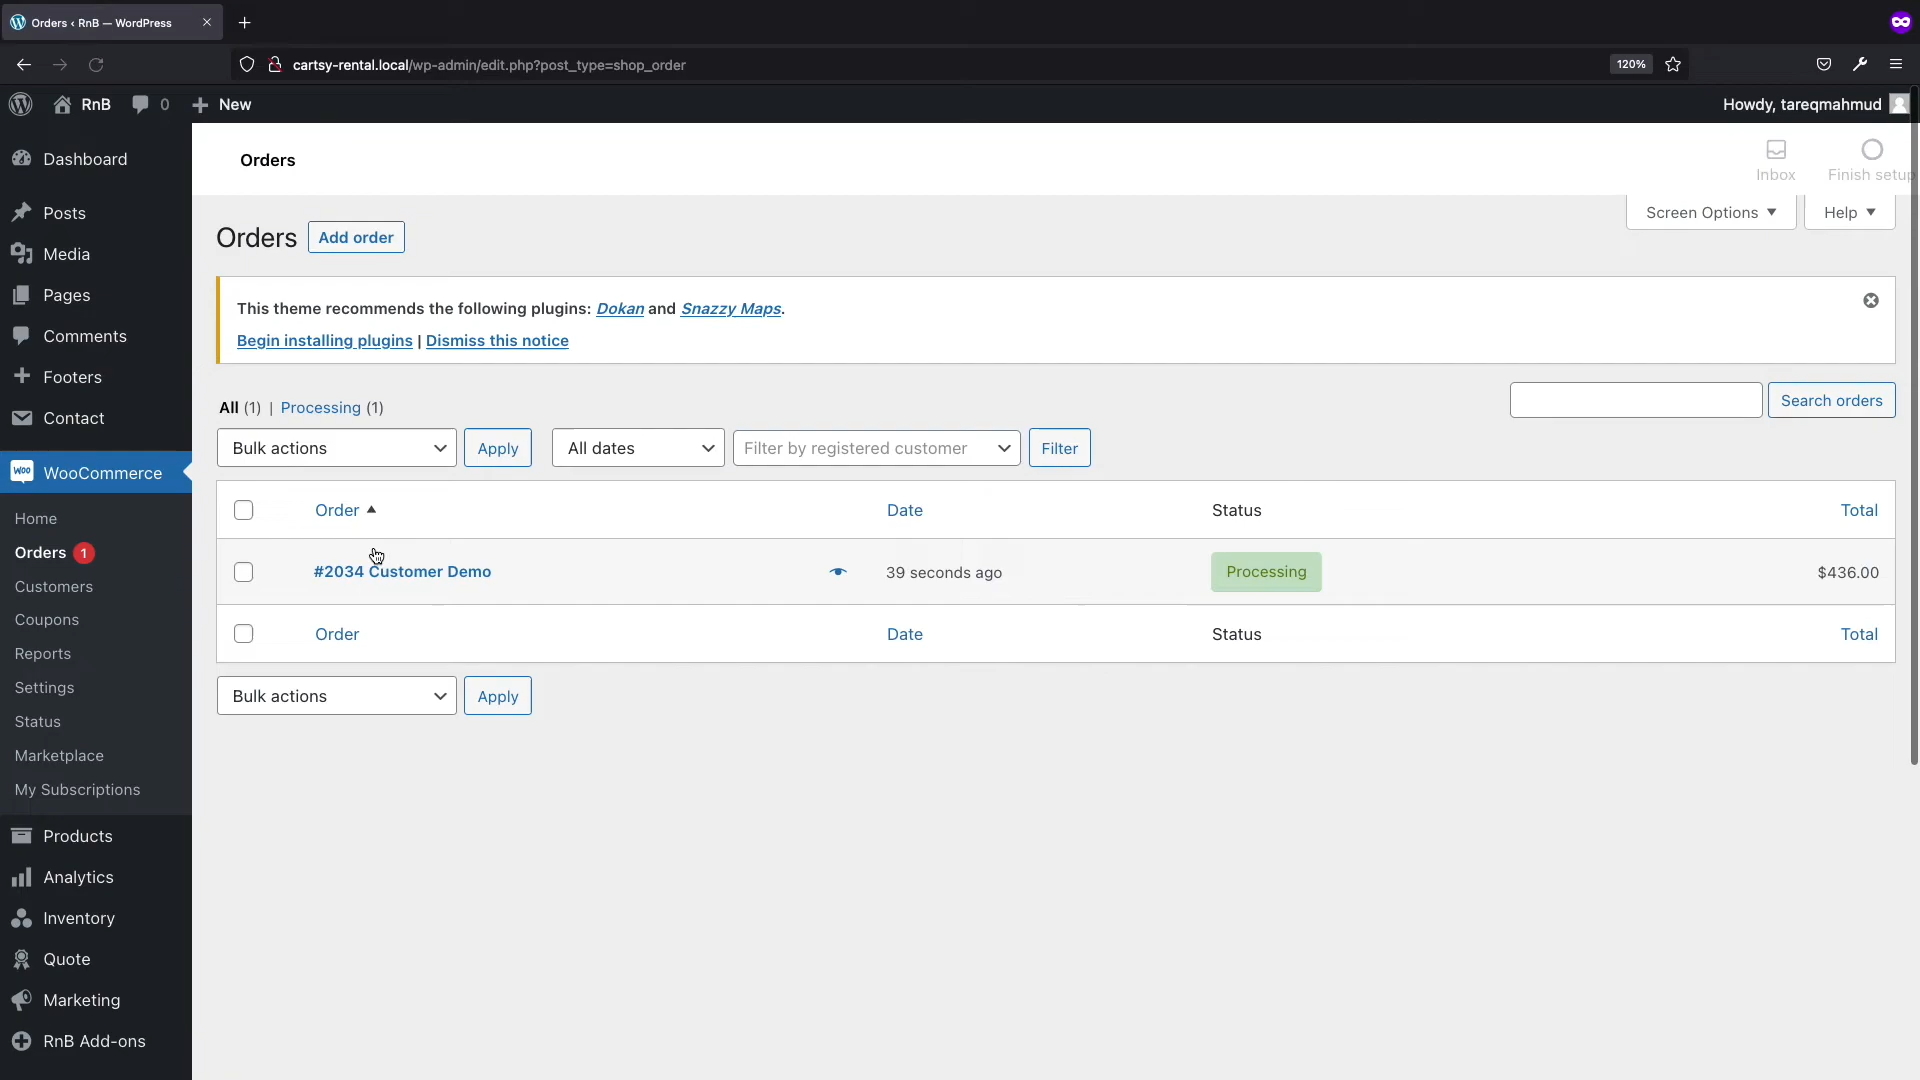 Orders ‹ RnB — WordPress
cartsy-rental.local/wp-admin/edit.php?post_type=shop_order
120%
RnB
0
New
Howdy, tareqmahmud
Dashboard
Posts
Media
Pages
Comments
Footers
Contact
WooCommerce
Home
Orders 1
Customers
Coupons
Reports
Settings
Status
Marketplace
My Subscriptions
Products
Analytics
Inventory
Quote
Marketing
RnB Add-ons
Orders
Inbox
Finish setup
Screen Options
Help
Orders
Add order
This theme recommends the following plugins: Dokan and Snazzy Maps.
Begin installing plugins | Dismiss this notice
All (1) | Processing (1)
Search orders
Bulk actions
Apply
All dates
Filter by registered customer
Filter
Order
Date
Status
Total
#2034 Customer Demo
39 seconds ago
Processing
$436.00
Order
Date
Status
Total
Bulk actions
Apply